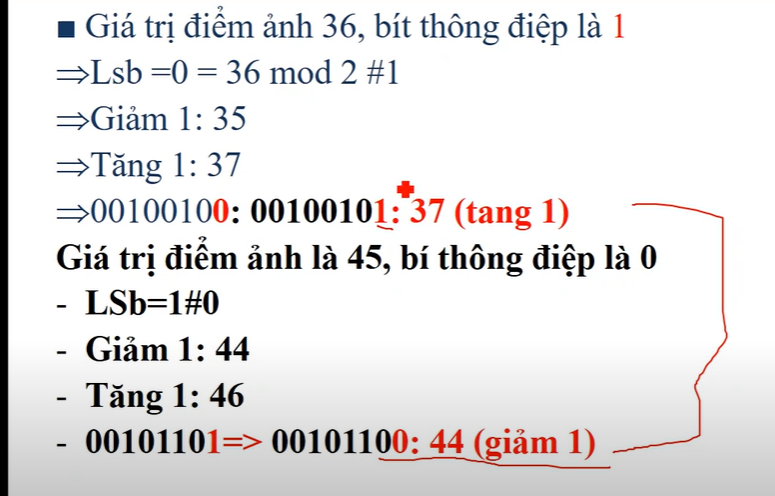 ■ Giá trị điểm ảnh 36, bít thông điệp là 1
⇒Lsb =0 = 36 mod 2 #1
⇒Giảm 1: 35
⇒Tăng 1: 37
⇒00100100: 00100101: 37 (tang 1)
Giá trị điểm ảnh là 45, bí thông điệp là 0
- LSb=1#0
- Giảm 1: 44
- Tăng 1: 46
- 00101101=> 00101100: 44 (giảm 1)